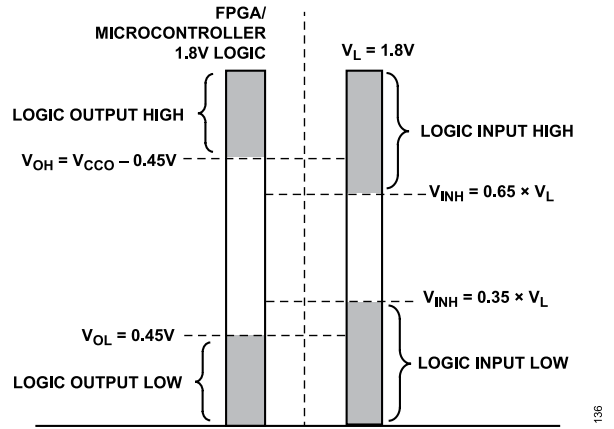 FPGA/
MICROCONTROLLER
1.8V LOGIC
VL = 1.8V
LOGIC OUTPUT HIGH
LOGIC INPUT HIGH
VOH = VCCO – 0.45V
VINH = 0.65 × VL
VINH = 0.35 × VL
VOL = 0.45V
LOGIC INPUT LOW
LOGIC OUTPUT LOW
136